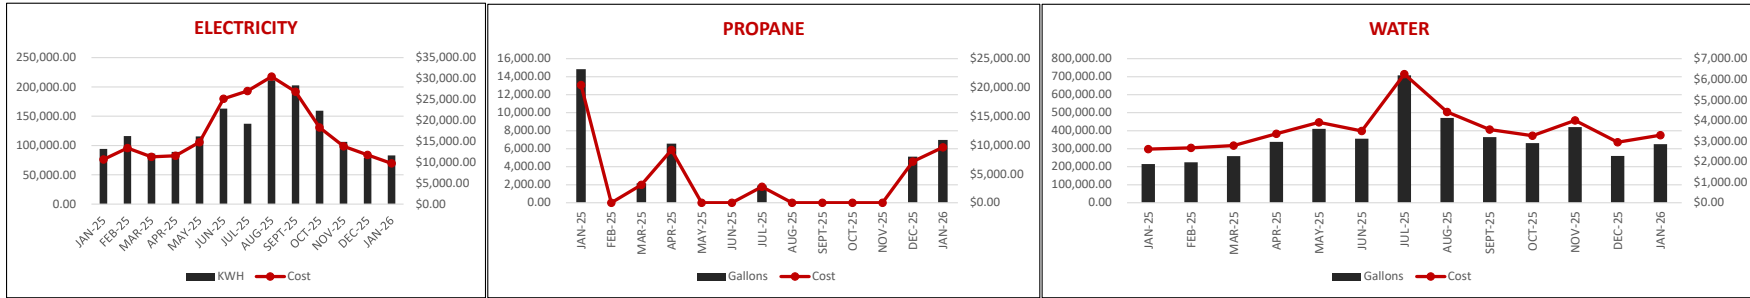 ELECTRICITY
250,000.00
200,000.00
150,000.00
100,000.00
50,000.00
0.00
$35,000.00
$30,000.00
$25,000.00
$20,000.00
$15,000.00
$10,000.00
$5,000.00
$0.00
JAN-25
FEB-25
MAR-25
APR-25
MAY-25
JUN-25
JUL-25
AUG-25
SEPT-25
OCT-25
NOV-25
DEC-25
JAN-26
KWH
Cost
PROPANE
16,000.00
14,000.00
12,000.00
10,000.00
8,000.00
6,000.00
4,000.00
2,000.00
0.00
$25,000.00
$20,000.00
$15,000.00
$10,000.00
$5,000.00
$0.00
JAN-25
FEB-25
MAR-25
APR-25
MAY-25
JUN-25
JUL-25
AUG-25
SEPT-25
OCT-25
NOV-25
DEC-25
JAN-26
Gallons
Cost
WATER
800,000.00
700,000.00
600,000.00
500,000.00
400,000.00
300,000.00
200,000.00
100,000.00
0.00
$7,000.00
$6,000.00
$5,000.00
$4,000.00
$3,000.00
$2,000.00
$1,000.00
$0.00
JAN-25
FEB-25
MAR-25
APR-25
MAY-25
JUN-25
JUL-25
AUG-25
SEPT-25
OCT-25
NOV-25
DEC-25
JAN-26
Gallons
Cost